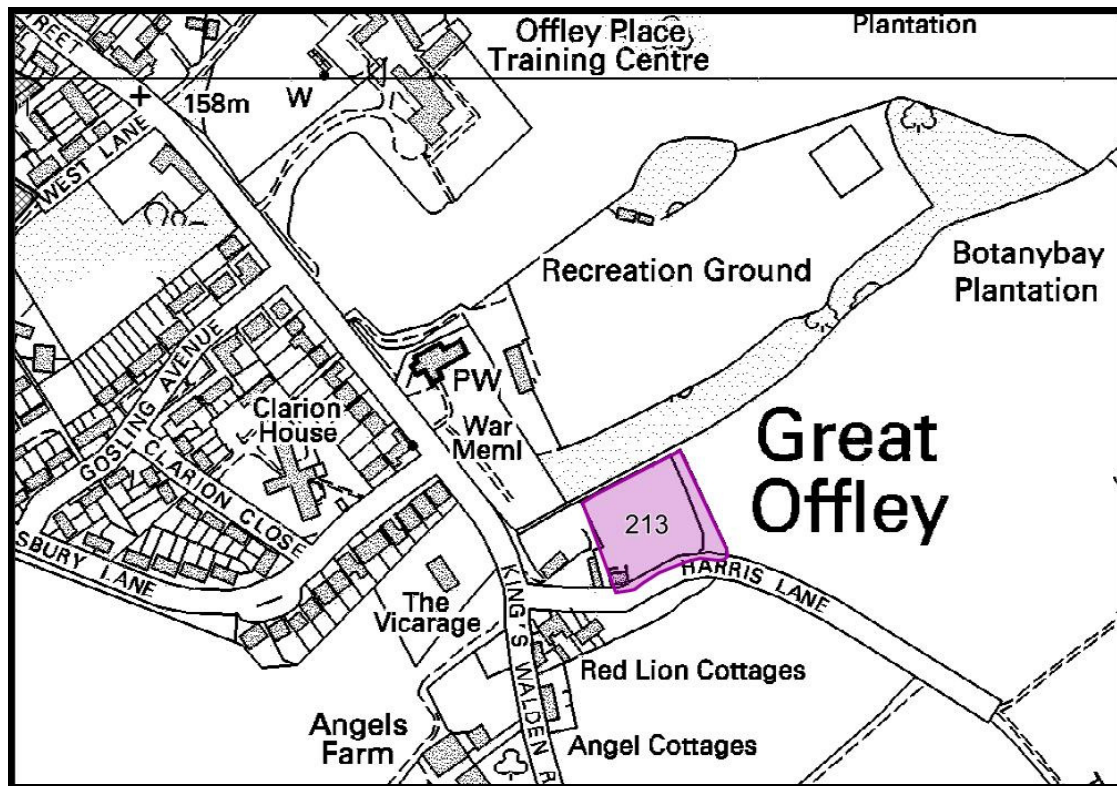 REET
Offley Place
Training Centre
Plantation
158m
W
WEST LANE
Recreation Ground
Botanybay
Plantation
PW
War
Meml
Clarion
House
GOSLING AVENUE
CLARION CLOSE
SBURY LANE
Great
Offley
213
HARRIS LANE
The
Vicarage
KING'S WALDEN R
Red Lion Cottages
Angels
Farm
Angel Cottages